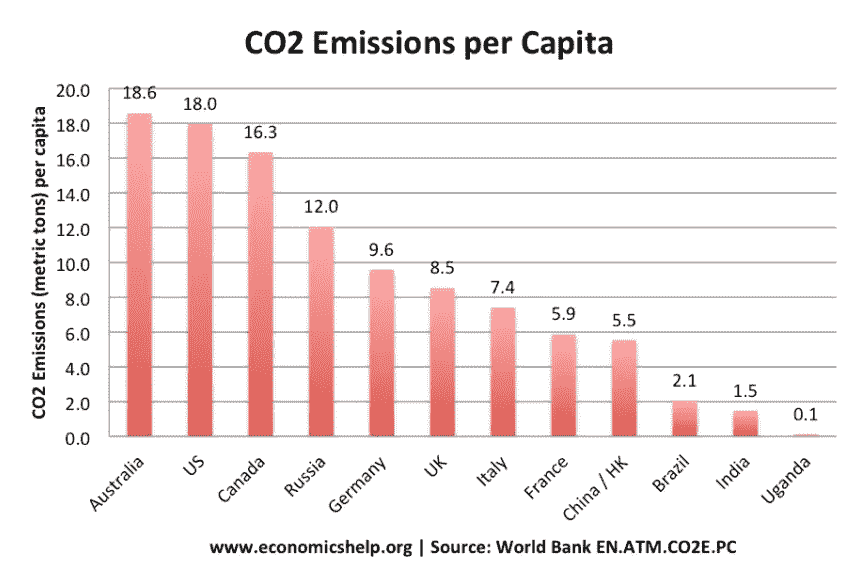 CO2 Emissions per Capita
CO2 Emissions (metric tons) per capita
20.0
18.0
16.0
14.0
12.0
10.0
8.0
6.0
4.0
2.0
0.0
18.6
18.0
16.3
12.0
9.6
8.5
7.4
5.9
5.5
2.1
1.5
0.1
Australia
US
Canada
Russia
Germany
UK
Italy
France
China / HK
Brazil
India
Uganda
www.economicshelp.org | Source: World Bank EN.ATM.CO2E.PC